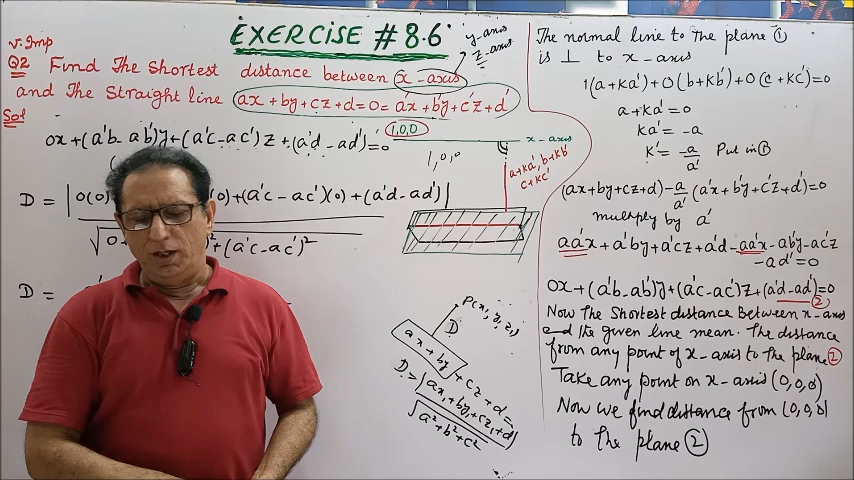 EXERCISE # 8.6
y-axis
z-axis
V. Imp
Q2 Find The Shortest distance between x-axis
and The Straight line ax+by+cz+d=0=a'x+b'y+c'z+d'
Sol
0x+(a'b-ab')y+(a'c-ac')z+(a'd-ad')=0
D = |0(0) 0)+(a'c-ac')(0)+(a'd-ad')|
√0+ )²+(a'c-ac')²
D =
1,0,0
x-axis
1,0,0
a+ka', b+kb'
c+kc'
P(x₁, y₁, z₁)
D
ax+by+cz+d=0
D=|ax₁+by₁+cz₁+d|
√a²+b²+c²
The normal line to The plane ①
is ⊥ to x-axis
1(a+ka')+0(b+kb')+0(c+kc')=0
a+ka'=0
ka'=-a
k=-a/a' Put in ①
(ax+by+cz+d)-a/a'(a'x+b'y+c'z+d')=0
multiply by a'
aa'x+a'by+a'cz+a'd-aa'x-ab'y-ac'z
-ad'=0
0x+(a'b-ab')y+(a'c-ac')z+(a'd-ad')=0
②
Now The Shortest distance Between x-axis
and the given line mean. The distance
from any point of x-axis to the plane ②
Take any point on x-axis (0,0,0)
Now we find distance from (0,0,0)
to the plane ②